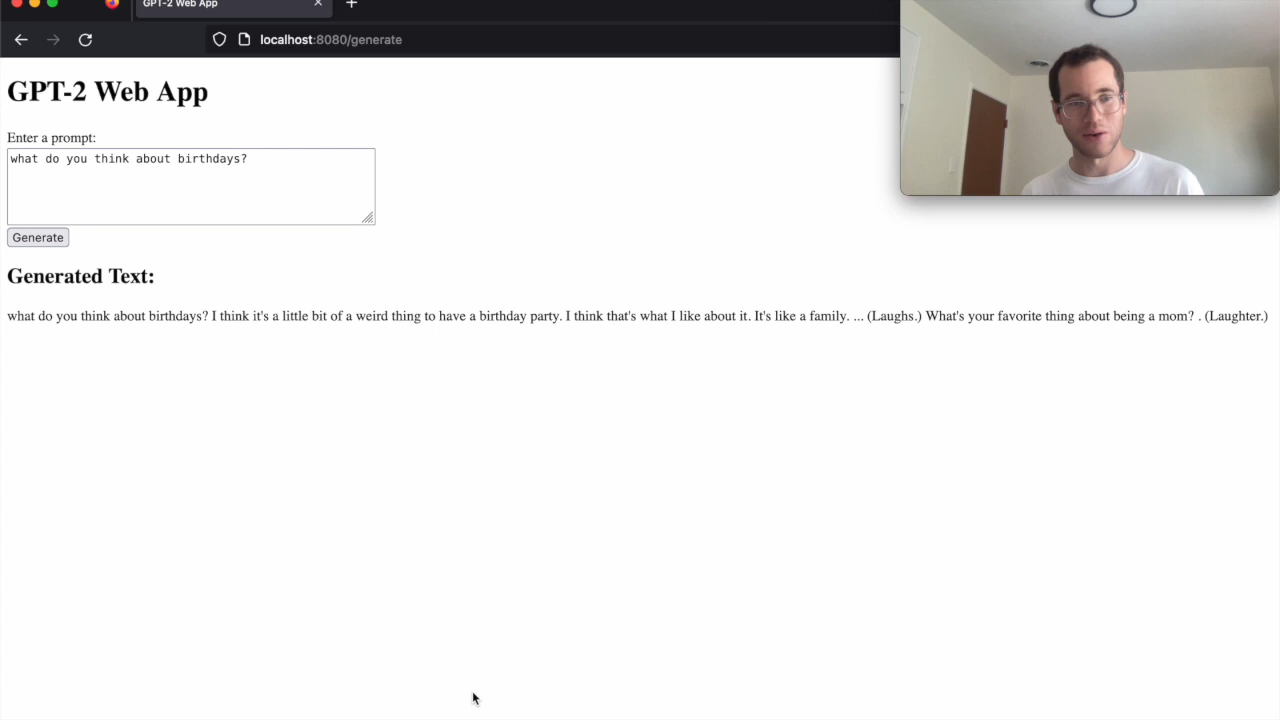 GPT-2 Web App
localhost:8080/generate
GPT-2 Web App
Enter a prompt:
what do you think about birthdays?
Generate
Generated Text:
what do you think about birthdays? I think it's a little bit of a weird thing to have a birthday party. I think that's what I like about it. It's like a family. ... (Laughs.) What's your favorite thing about being a mom? . (Laughter.)